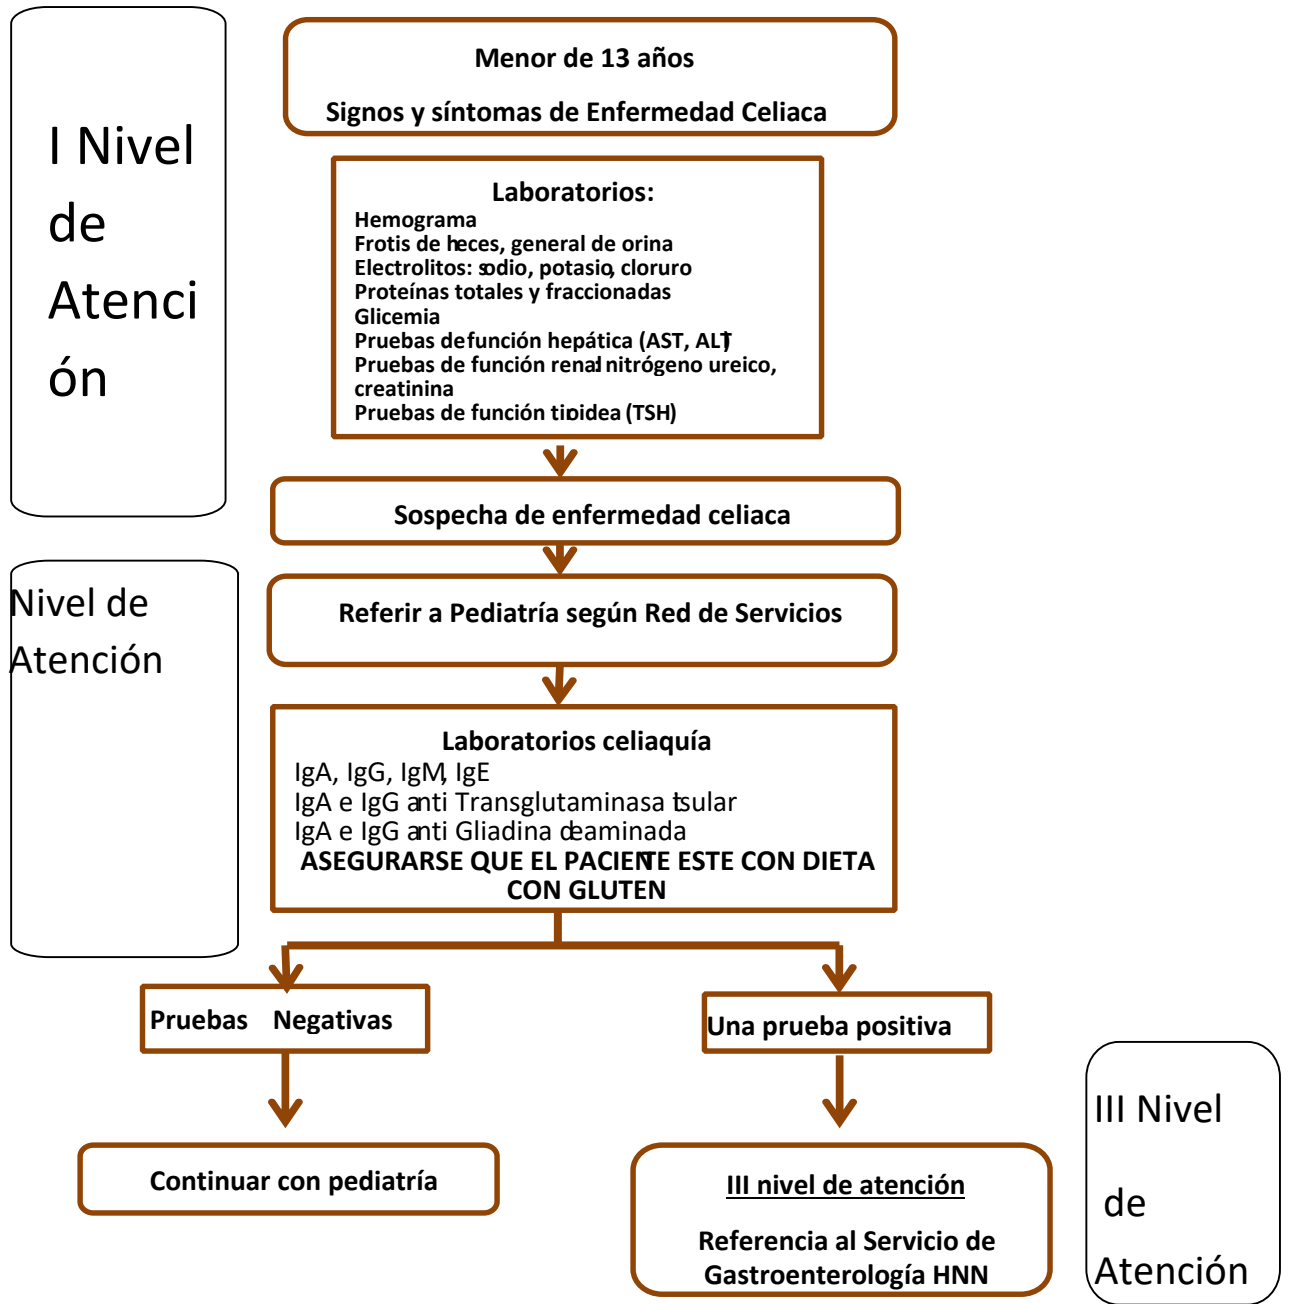 I Nivel
de
Atenci
ón
Menor de 13 años
Signos y síntomas de Enfermedad Celiaca
Laboratorios:
Hemograma
Frotis de heces, general de orina
Electrolitos: sodio, potasio, cloruro
Proteínas totales y fraccionadas
Glicemia
Pruebas de función hepática (AST, ALT)
Pruebas de función renal: nitrógeno ureico,
creatinina
Pruebas de función tiroidea (TSH)
Sospecha de enfermedad celiaca
Nivel de
Atención
Referir a Pediatría según Red de Servicios
Laboratorios celiaquía
IgA, IgG, IgM, IgE
IgA e IgG anti Transglutaminasa tisular
IgA e IgG anti Gliadina deaminada
ASEGURARSE QUE EL PACIENTE ESTE CON DIETA
CON GLUTEN
Pruebas Negativas
Una prueba positiva
Continuar con pediatría
III nivel de atención
Referencia al Servicio de
Gastroenterología HNN
III Nivel
de
Atención